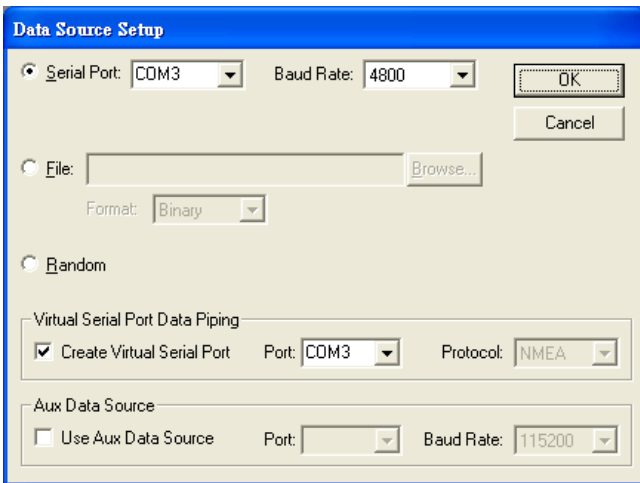 Data Source Setup
Serial Port: COM3 Baud Rate: 4800 OK
Cancel
File: Browse...
Format: Binary
Random
Virtual Serial Port Data Piping
Create Virtual Serial Port Port: COM3 Protocol: NMEA
Aux Data Source
Use Aux Data Source Port: Baud Rate: 115200